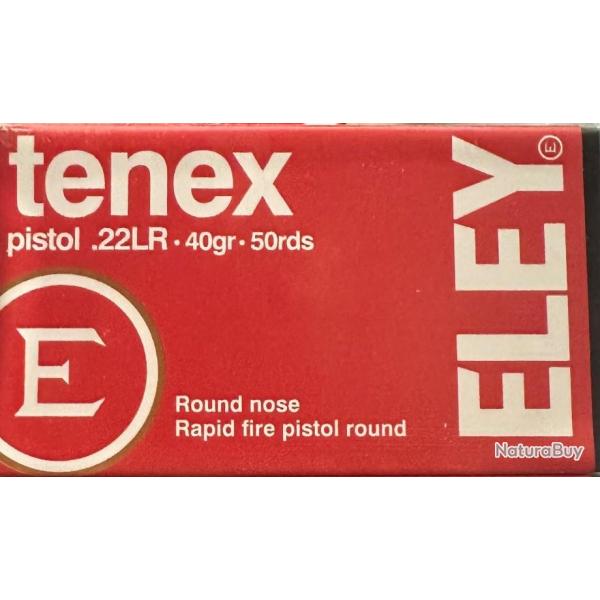 tenex
pistol .22LR · 40gr · 50rds
E
Round nose
Rapid fire pistol round
ELEY
E
NaturaBuy